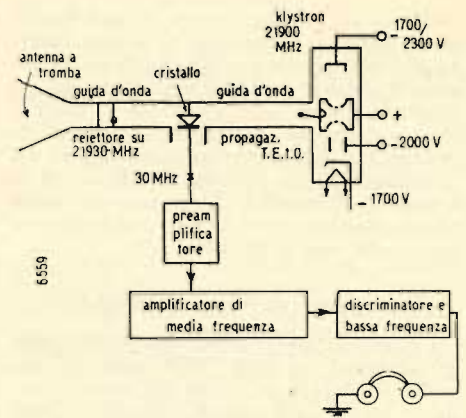 klystron
21900
MHz
- 1700/
2300 V
antenna a
tromba
cristallo
guida d'onda
guida d'onda
+
reiettore su
21930-MHz
propagaz.
T.E.1.0.
- 2000V
30 MHz
- 1700 V
pream
plifica
tore
6559
amplificatore di
media frequenza
discriminatore e
bassa frequenza